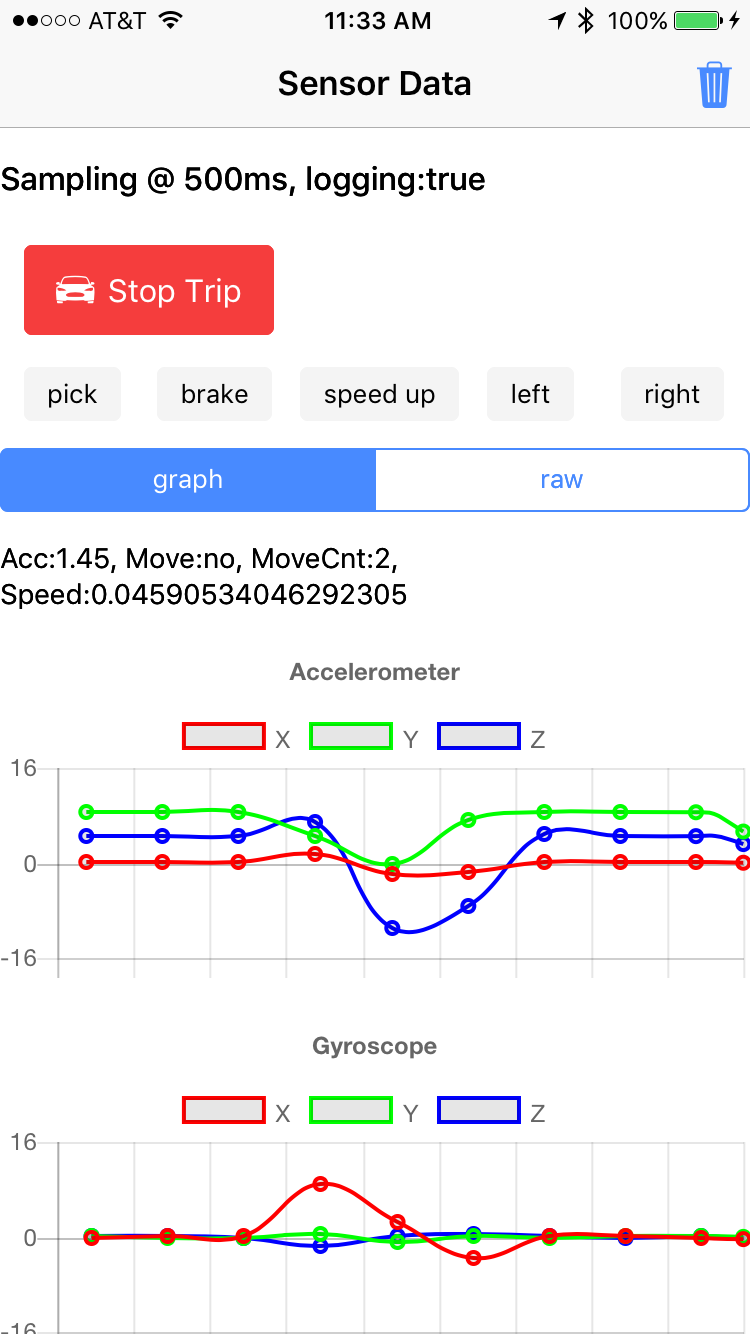 AT&T 11:33 AM 100%
Sensor Data
Sampling @ 500ms, logging:true
Stop Trip
pick brake speed up left right
graph raw
Acc:1.45, Move:no, MoveCnt:2,
Speed:0.04590534046292305
Accelerometer
X Y Z
16
0
-16
Gyroscope
X Y Z
16
0
-16